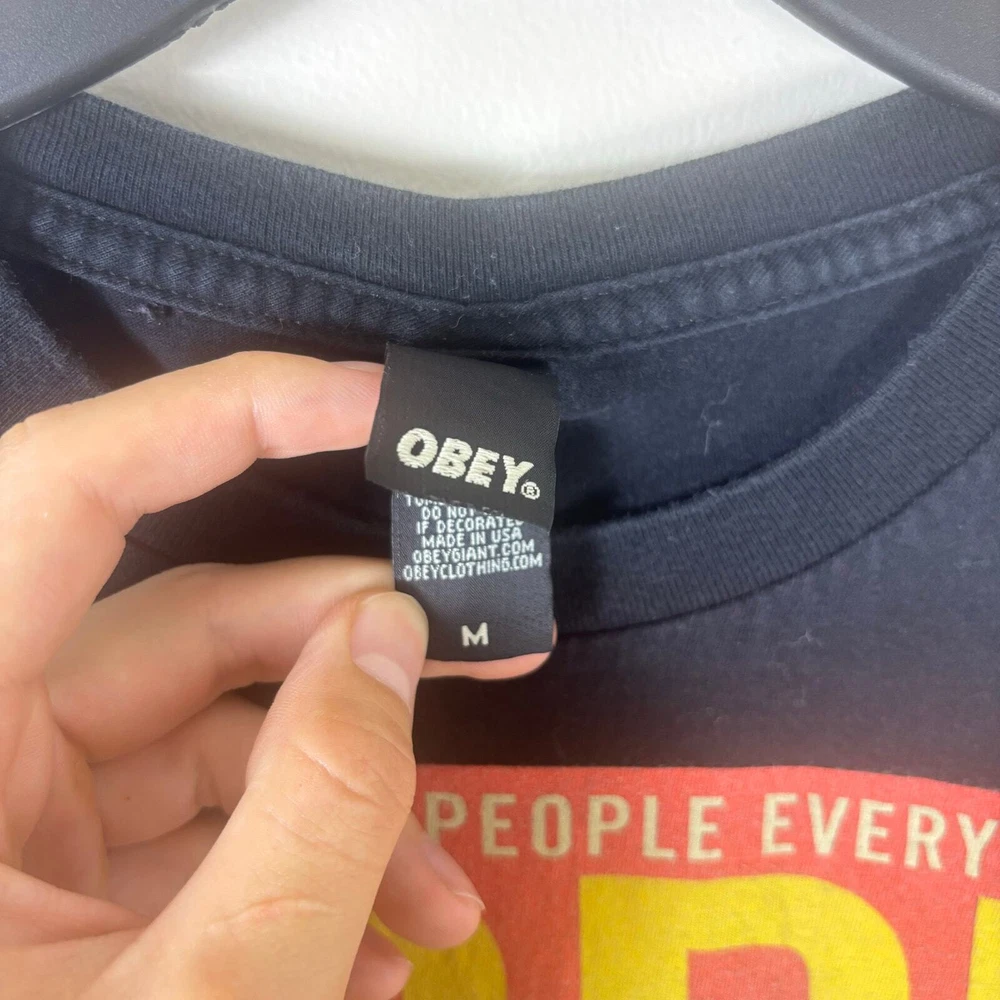 OBEY®
DO NOT
IF DECORATED
MADE IN USA
OBEYGIANT.COM
OBEYCLOTHING.COM
M
PEOPLE EVERY